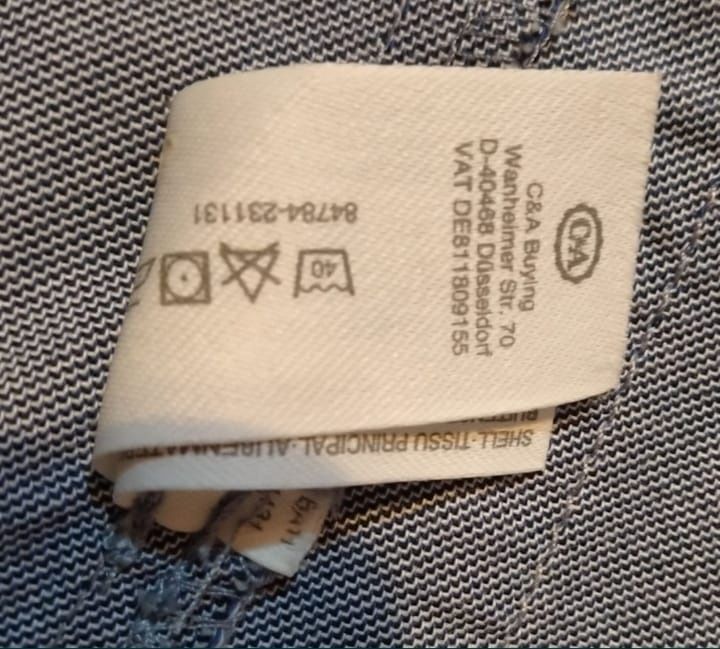 C&A
C&A Buying
Wanheimer Str. 70
D-40468 Düsseldorf
VAT DE811809155
84784-231131
40
SHELL·TISSU PRINCIPAL·